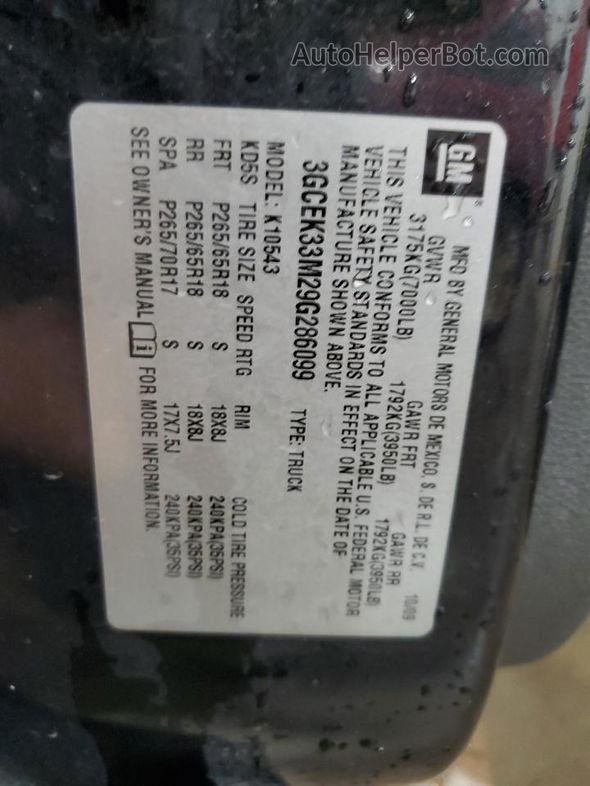 AutoHelperBot.com
GM ®
MFD BY GENERAL MOTORS DE MEXICO, S. DE R.L. DE C.V. 10/09
GVWR GAWR FRT GAWR RR
3175KG(7000LB) 1792KG(3950LB) 1792KG(3950LB)
THIS VEHICLE CONFORMS TO ALL APPLICABLE U.S. FEDERAL MOTOR
VEHICLE SAFETY STANDARDS IN EFFECT ON THE DATE OF
MANUFACTURE SHOWN ABOVE.
3GCEK33M29G286099 TYPE: TRUCK
MODEL: K10543
KD5S TIRE SIZE SPEED RTG RIM COLD TIRE PRESSURE
FRT P265/65R18 S 18X8J 240KPA(35PSI)
RR P265/65R18 S 18X8J 240KPA(35PSI)
SPA P265/70R17 S 17X7.5J 240KPA(35PSI)
SEE OWNER'S MANUAL i FOR MORE INFORMATION.